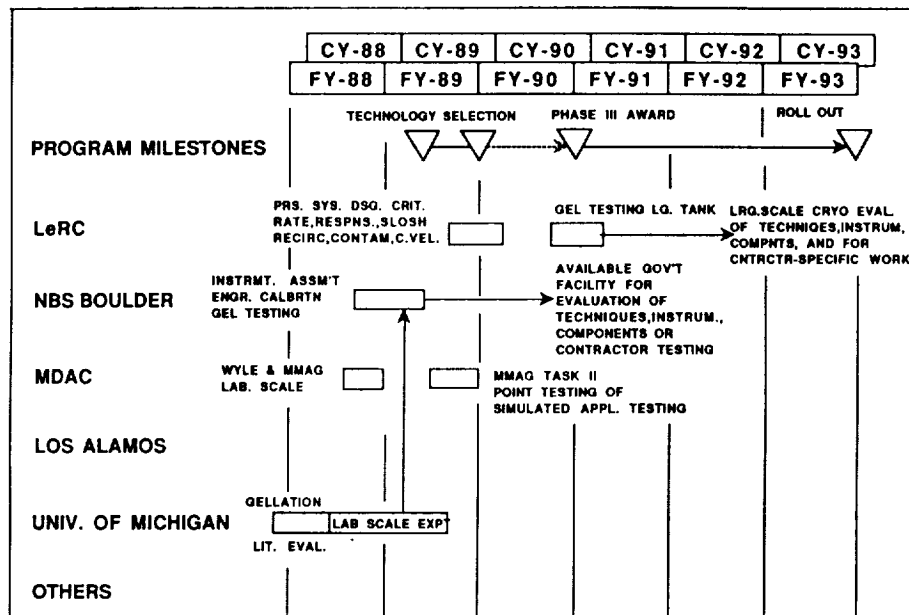 CY-88 CY-89 CY-90 CY-91 CY-92 CY-93
FY-88 FY-89 FY-90 FY-91 FY-92 FY-93
TECHNOLOGY SELECTION
PHASE III AWARD
ROLL OUT
PROGRAM MILESTONES
LeRC
PRS. SYS. DSG. CRIT.
RATE,RESPNS.,SLOSH
RECIRC,CONTAM,C.VEL.
GEL TESTING LG. TANK
LRG.SCALE CRYO EVAL.
OF TECHNIQES,INSTRUM,
COMPNTS, AND FOR
CNTRCTR-SPECIFIC WORK
NBS BOULDER
INSTRMT. ASSM'T
ENGR. CALBRTN
GEL TESTING
AVAILABLE GOV'T
FACILITY FOR
EVALUATION OF
TECHNIQUES,INSTRUM.,
COMPONENTS OR
CONTRACTOR TESTING
MDAC
WYLE & MMAG
LAB. SCALE
MMAG TASK II
POINT TESTING OF
SIMULATED APPL. TESTING
LOS ALAMOS
UNIV. OF MICHIGAN
GELLATION
LAB SCALE EXPT
LIT. EVAL.
OTHERS